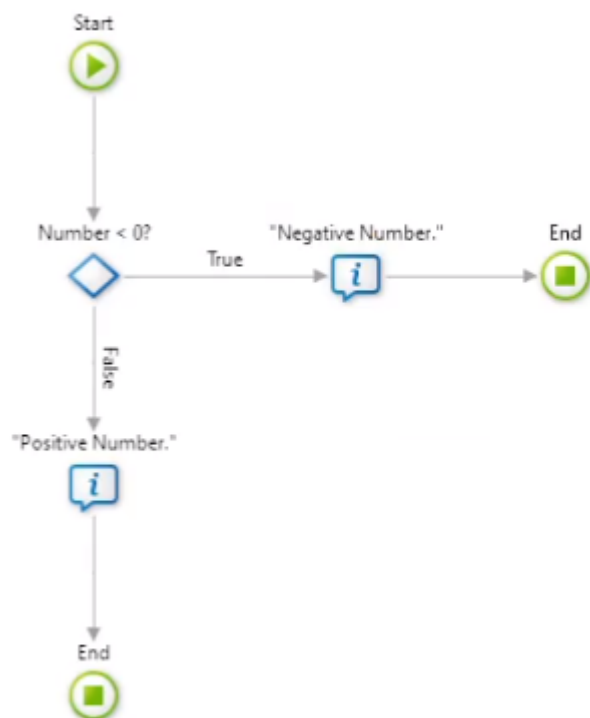 Start
Number < 0?
True
"Negative Number."
End
False
"Positive Number."
End